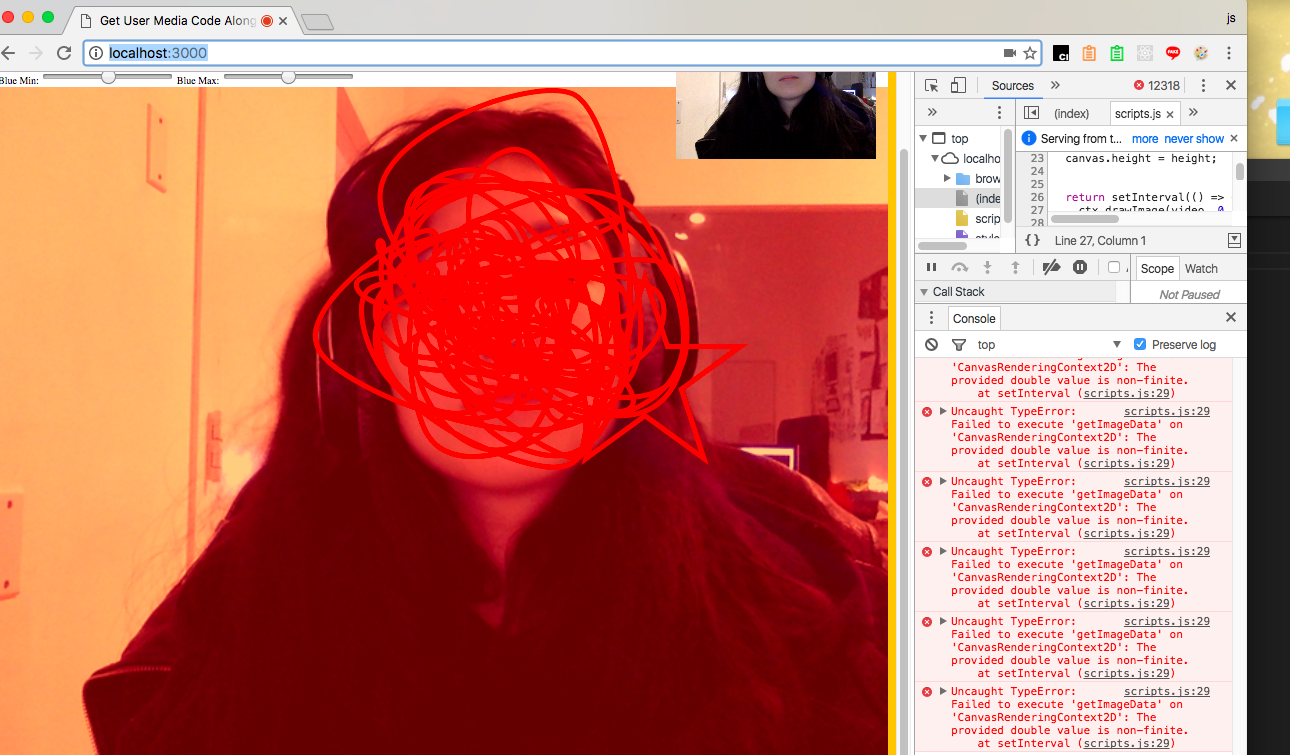 Get User Media Code Along
js
localhost:3000
Blue Min:
Blue Max:
Sources
12318
(index)
scripts.js
top
Serving from t... more never show
localho
brow
(inde
scrip
23 canvas.height = height;
24
25
26 return setInterval(() =>
27 ctx.drawImage(video, 0
28
{} Line 27, Column 1
Scope Watch
Call Stack
Not Paused
Console
top
Preserve log
'CanvasRenderingContext2D': The
provided double value is non-finite.
at setInterval (scripts.js:29)
Uncaught TypeError: scripts.js:29
Failed to execute 'getImageData' on
'CanvasRenderingContext2D': The
provided double value is non-finite.
at setInterval (scripts.js:29)
Uncaught TypeError: scripts.js:29
Failed to execute 'getImageData' on
'CanvasRenderingContext2D': The
provided double value is non-finite.
at setInterval (scripts.js:29)
Uncaught TypeError: scripts.js:29
Failed to execute 'getImageData' on
'CanvasRenderingContext2D': The
provided double value is non-finite.
at setInterval (scripts.js:29)
Uncaught TypeError: scripts.js:29
Failed to execute 'getImageData' on
'CanvasRenderingContext2D': The
provided double value is non-finite.
at setInterval (scripts.js:29)
Uncaught TypeError: scripts.js:29
Failed to execute 'getImageData' on
'CanvasRenderingContext2D': The
provided double value is non-finite.
at setInterval (scripts.js:29)